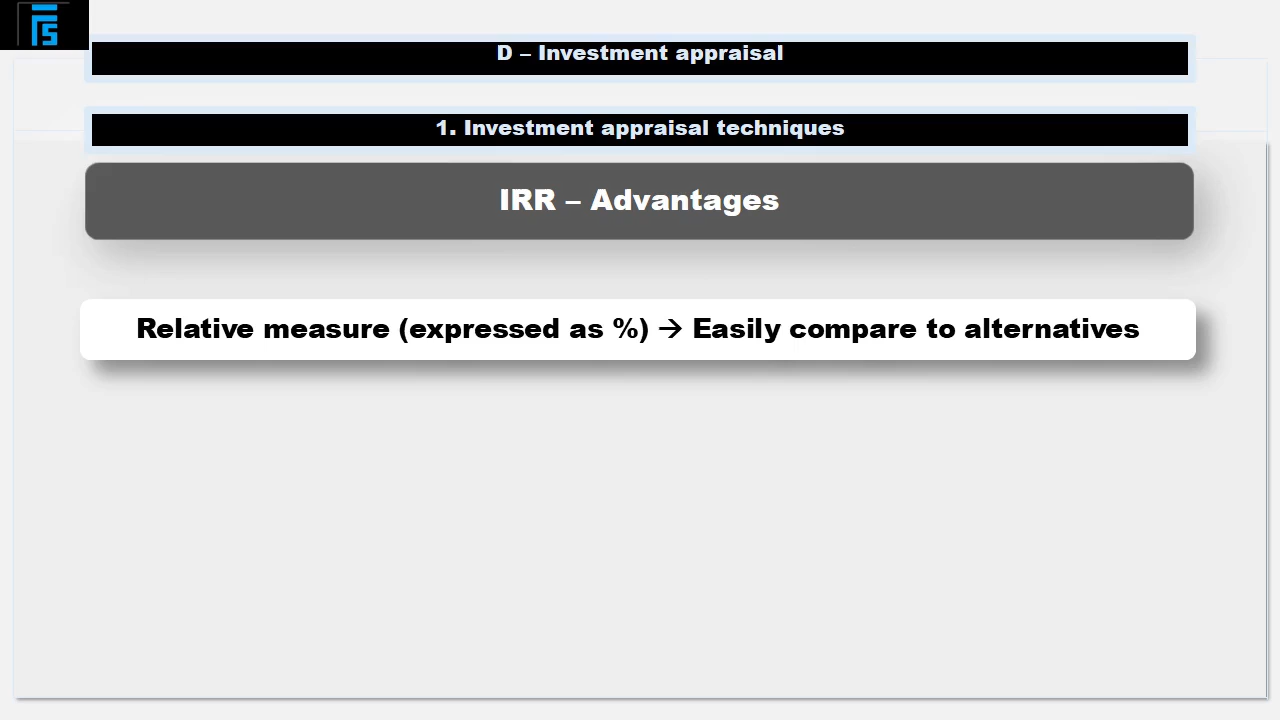 D – Investment appraisal
1. Investment appraisal techniques
IRR – Advantages
Relative measure (expressed as %) → Easily compare to alternatives